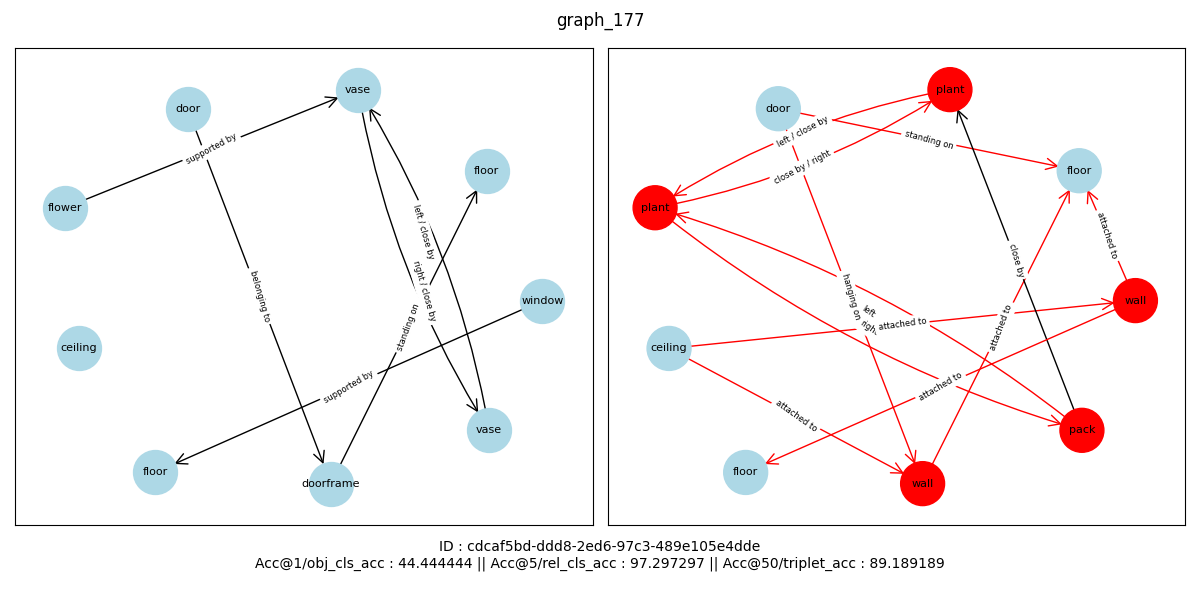 graph_177
door
vase
floor
flower
window
ceiling
vase
floor
doorframe
supported by
belonging to
left / close by
right / close by
standing on
supported by
door
plant
floor
plant
wall
ceiling
pack
floor
wall
left / close by
close by / right
standing on
attached to
close by
hanging on
left
attached to
attached to
attached to
attached to
ID : cdcaf5bd-ddd8-2ed6-97c3-489e105e4dde
Acc@1/obj_cls_acc : 44.444444 || Acc@5/rel_cls_acc : 97.297297 || Acc@50/triplet_acc : 89.189189